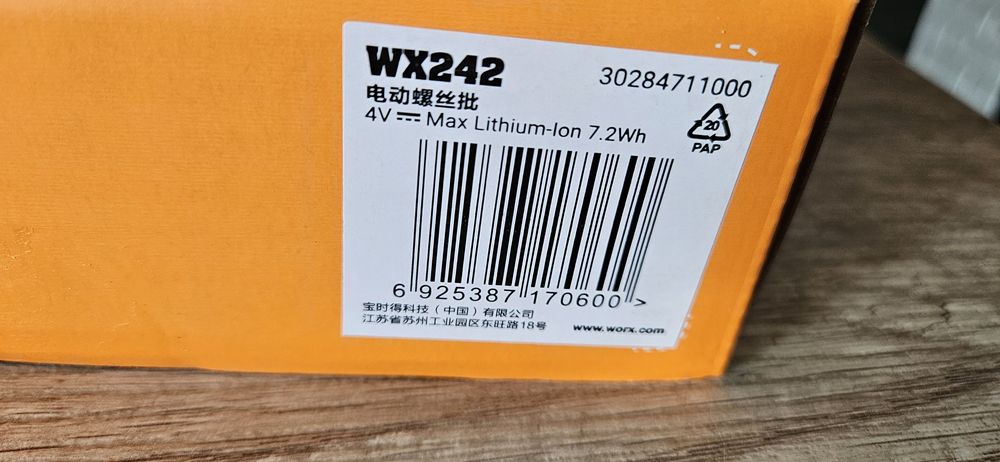 WX242
30284711000
电动螺丝批
4V ⎓ Max Lithium-Ion 7.2Wh
20
PAP
6 925387 170600 >
宝时得科技（中国）有限公司
江苏省苏州工业园区东旺路18号
www.worx.com